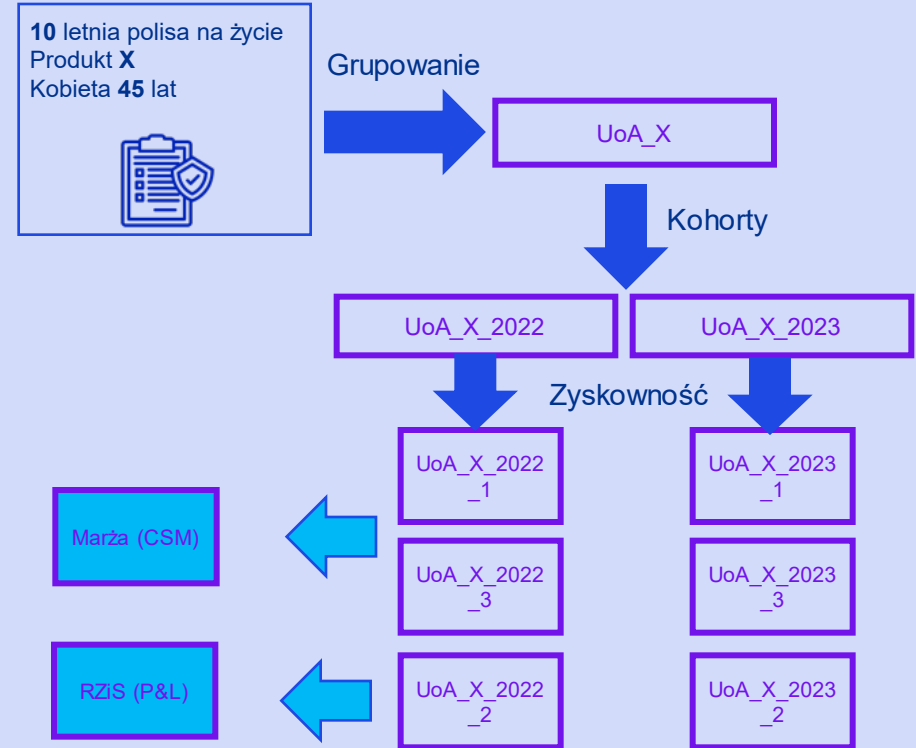 10 letnia polisa na życie
Produkt X
Kobieta 45 lat
Grupowanie
UoA_X
Kohorty
UoA_X_2022
UoA_X_2023
Zyskowność
UoA_X_2022
_1
UoA_X_2023
_1
Marża (CSM)
UoA_X_2022
_3
UoA_X_2023
_3
RZiS (P&L)
UoA_X_2022
_2
UoA_X_2023
_2